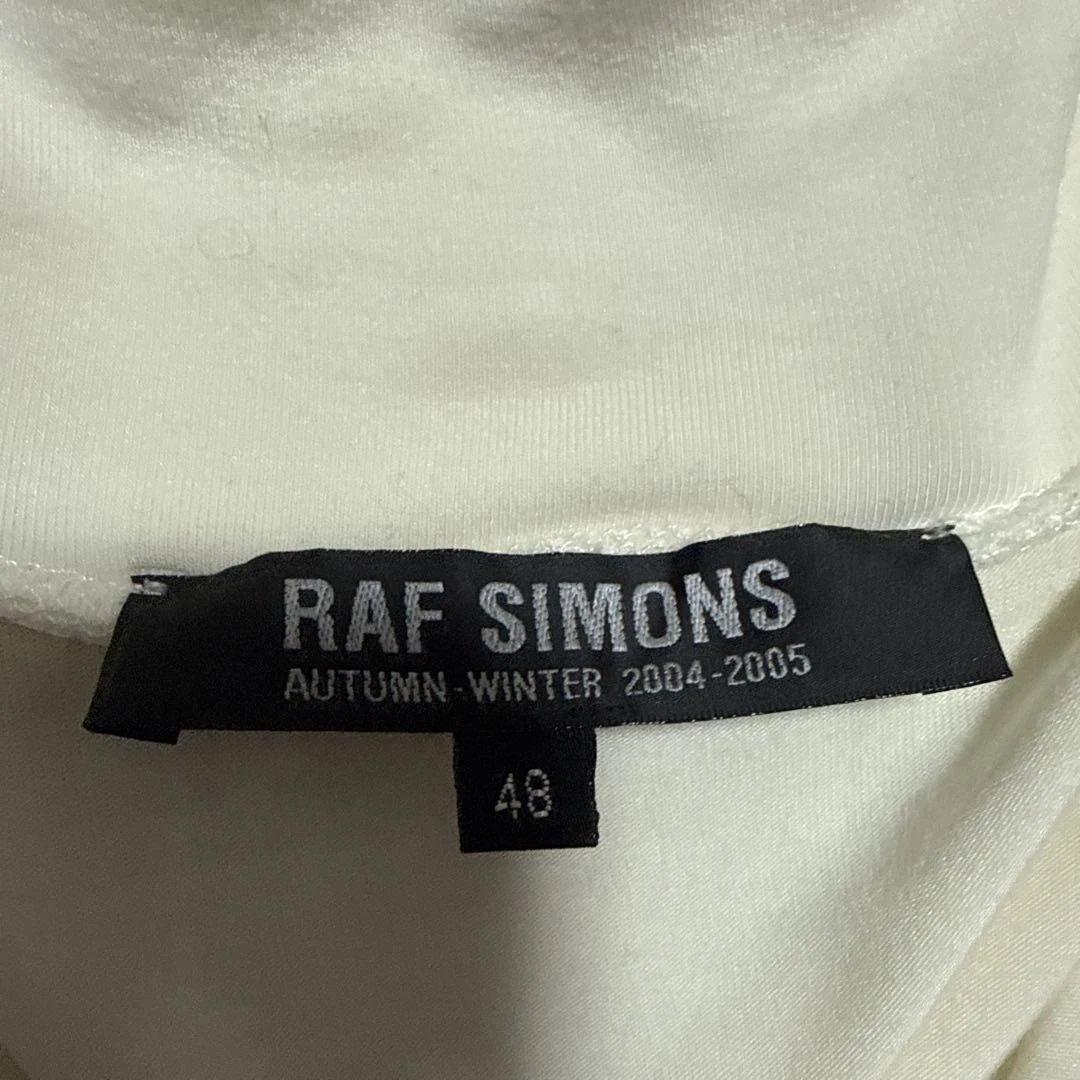 RAF SIMONS
AUTUMN-WINTER 2004-2005
48